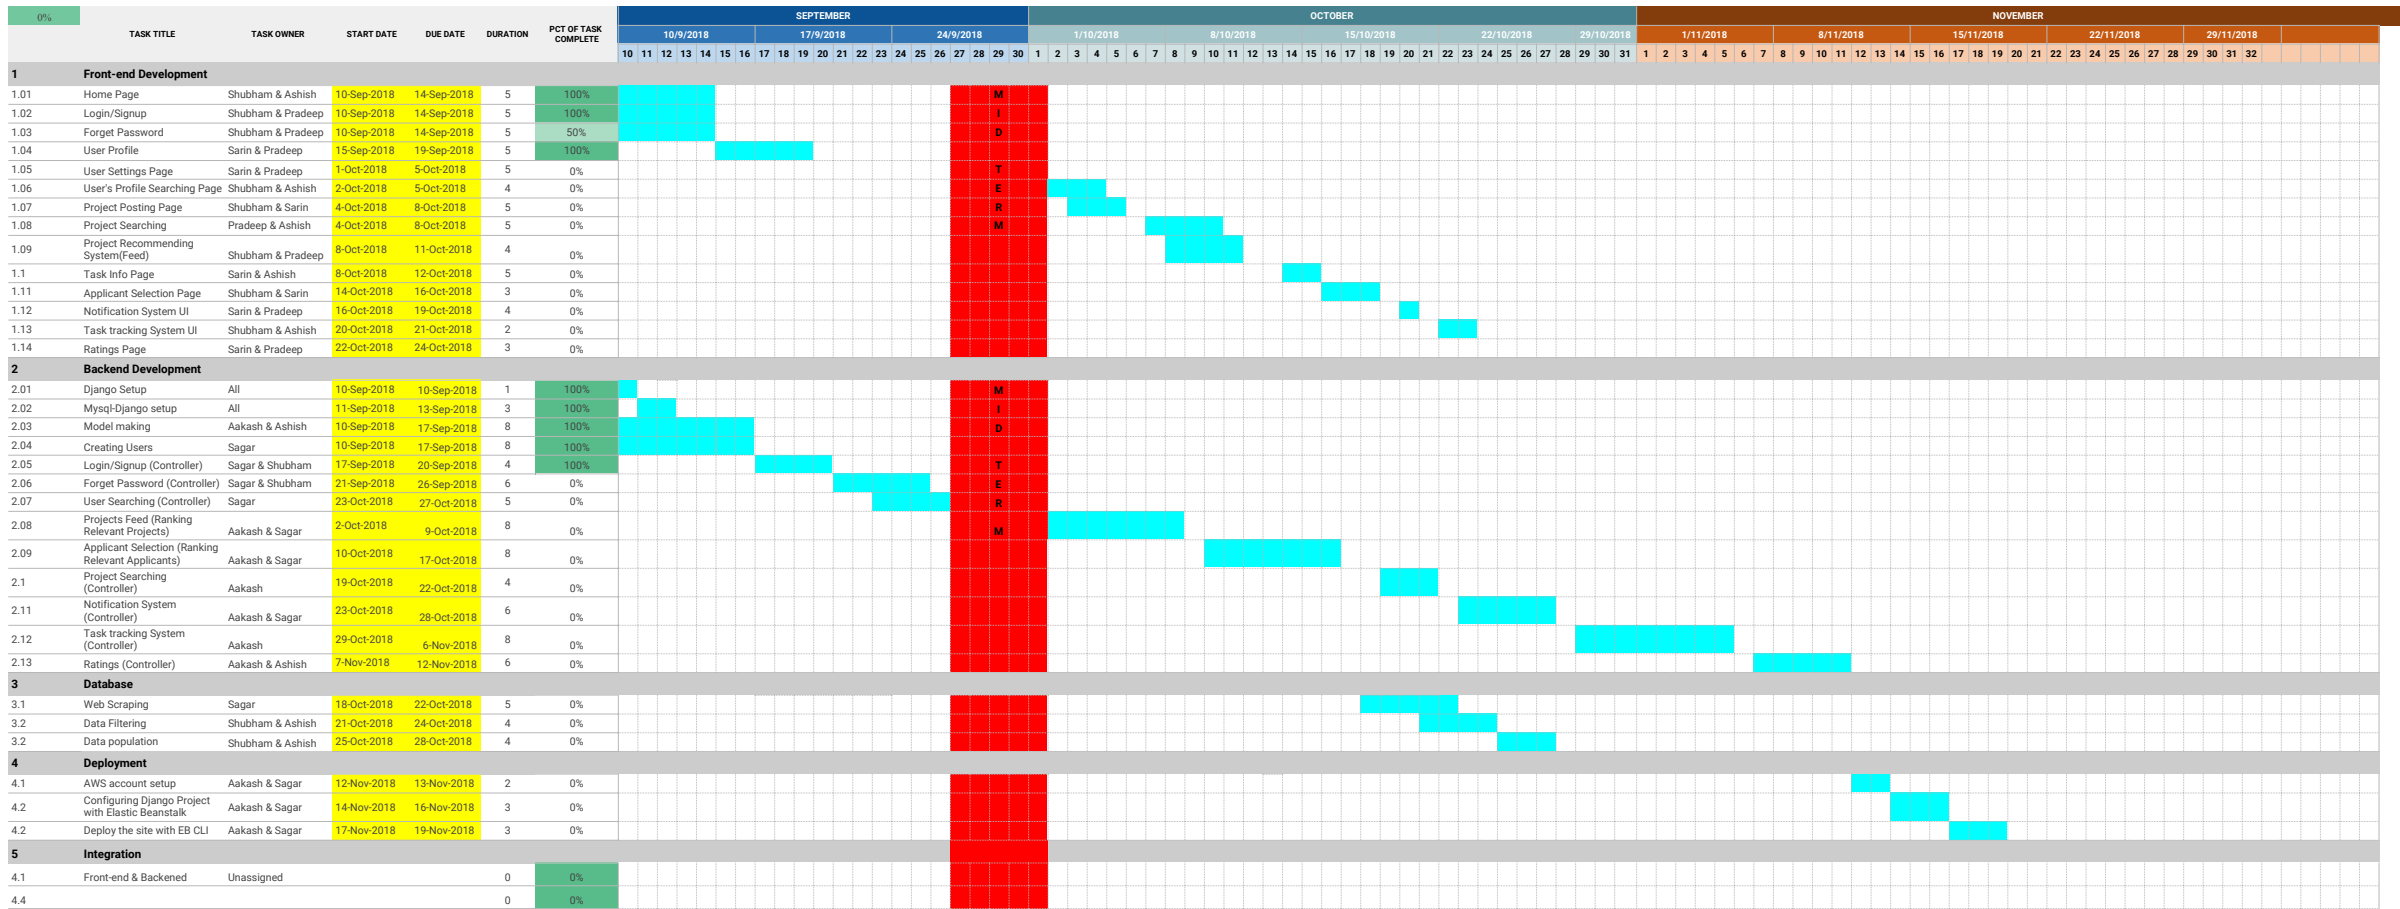 0%
SEPTEMBER OCTOBER NOVEMBER
TASK TITLE TASK OWNER START DATE DUE DATE DURATION PCT OF TASK COMPLETE
10/9/2018 17/9/2018 24/9/2018 1/10/2018 8/10/2018 15/10/2018 22/10/2018 29/10/2018 1/11/2018 8/11/2018 15/11/2018 22/11/2018 29/11/2018
10 11 12 13 14 15 16 17 18 19 20 21 22 23 24 25 26 27 28 29 30 1 2 3 4 5 6 7 8 9 10 11 12 13 14 15 16 17 18 19 20 21 22 23 24 25 26 27 28 29 30 31 1 2 3 4 5 6 7 8 9 10 11 12 13 14 15 16 17 18 19 20 21 22 23 24 25 26 27 28 29 30 31 32
1 Front-end Development
1.01 Home Page Shubham & Ashish 10-Sep-2018 14-Sep-2018 5 100% M
1.02 Login/Signup Shubham & Pradeep 10-Sep-2018 14-Sep-2018 5 100% I
1.03 Forget Password Shubham & Pradeep 10-Sep-2018 14-Sep-2018 5 50% D
1.04 User Profile Sarin & Pradeep 15-Sep-2018 19-Sep-2018 5 100%
1.05 User Settings Page Sarin & Pradeep 1-Oct-2018 5-Oct-2018 5 0% T
1.06 User's Profile Searching Page Shubham & Ashish 2-Oct-2018 5-Oct-2018 4 0% E
1.07 Project Posting Page Shubham & Sarin 4-Oct-2018 8-Oct-2018 5 0% R
1.08 Project Searching Pradeep & Ashish 4-Oct-2018 8-Oct-2018 5 0% M
1.09 Project Recommending
System(Feed) Shubham & Pradeep 8-Oct-2018 11-Oct-2018 4 0%
1.1 Task Info Page Sarin & Ashish 8-Oct-2018 12-Oct-2018 5 0%
1.11 Applicant Selection Page Shubham & Sarin 14-Oct-2018 16-Oct-2018 3 0%
1.12 Notification System UI Sarin & Pradeep 16-Oct-2018 19-Oct-2018 4 0%
1.13 Task tracking System UI Shubham & Ashish 20-Oct-2018 21-Oct-2018 2 0%
1.14 Ratings Page Sarin & Pradeep 22-Oct-2018 24-Oct-2018 3 0%
2 Backend Development
2.01 Django Setup All 10-Sep-2018 10-Sep-2018 1 100% M
2.02 Mysql-Django setup All 11-Sep-2018 13-Sep-2018 3 100% I
2.03 Model making Aakash & Ashish 10-Sep-2018 17-Sep-2018 8 100% D
2.04 Creating Users Sagar 10-Sep-2018 17-Sep-2018 8 100%
2.05 Login/Signup (Controller) Sagar & Shubham 17-Sep-2018 20-Sep-2018 4 100% T
2.06 Forget Password (Controller) Sagar & Shubham 21-Sep-2018 26-Sep-2018 6 0% E
2.07 User Searching (Controller) Sagar 23-Oct-2018 27-Oct-2018 5 0% R
2.08 Projects Feed (Ranking
Relevant Projects) Aakash & Sagar 2-Oct-2018 9-Oct-2018 8 0% M
2.09 Applicant Selection (Ranking
Relevant Applicants) Aakash & Sagar 10-Oct-2018 17-Oct-2018 8 0%
2.1 Project Searching
(Controller) Aakash 19-Oct-2018 22-Oct-2018 4 0%
2.11 Notification System
(Controller) Aakash & Sagar 23-Oct-2018 28-Oct-2018 6 0%
2.12 Task tracking System
(Controller) Aakash 29-Oct-2018 6-Nov-2018 8 0%
2.13 Ratings (Controller) Aakash & Ashish 7-Nov-2018 12-Nov-2018 6 0%
3 Database
3.1 Web Scraping Sagar 18-Oct-2018 22-Oct-2018 5 0%
3.2 Data Filtering Shubham & Ashish 21-Oct-2018 24-Oct-2018 4 0%
3.2 Data population Shubham & Ashish 25-Oct-2018 28-Oct-2018 4 0%
4 Deployment
4.1 AWS account setup Aakash & Sagar 12-Nov-2018 13-Nov-2018 2 0%
4.2 Configuring Django Project
with Elastic Beanstalk Aakash & Sagar 14-Nov-2018 16-Nov-2018 3 0%
4.2 Deploy the site with EB CLI Aakash & Sagar 17-Nov-2018 19-Nov-2018 3 0%
5 Integration
4.1 Front-end & Backened Unassigned 0 0%
4.4 0 0%